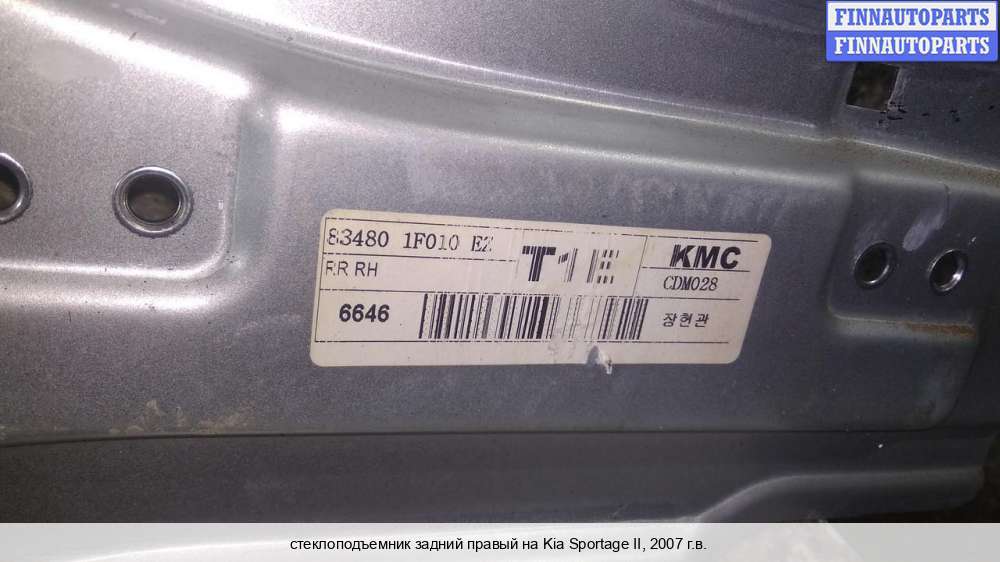 FINNAUTOPARTS
FINNAUTOPARTS
83480 1F010 EZ
RR RH
T1E
KMC
CDM028
6646
장현관
стеклоподъемник задний правый на Kia Sportage II, 2007 г.в.